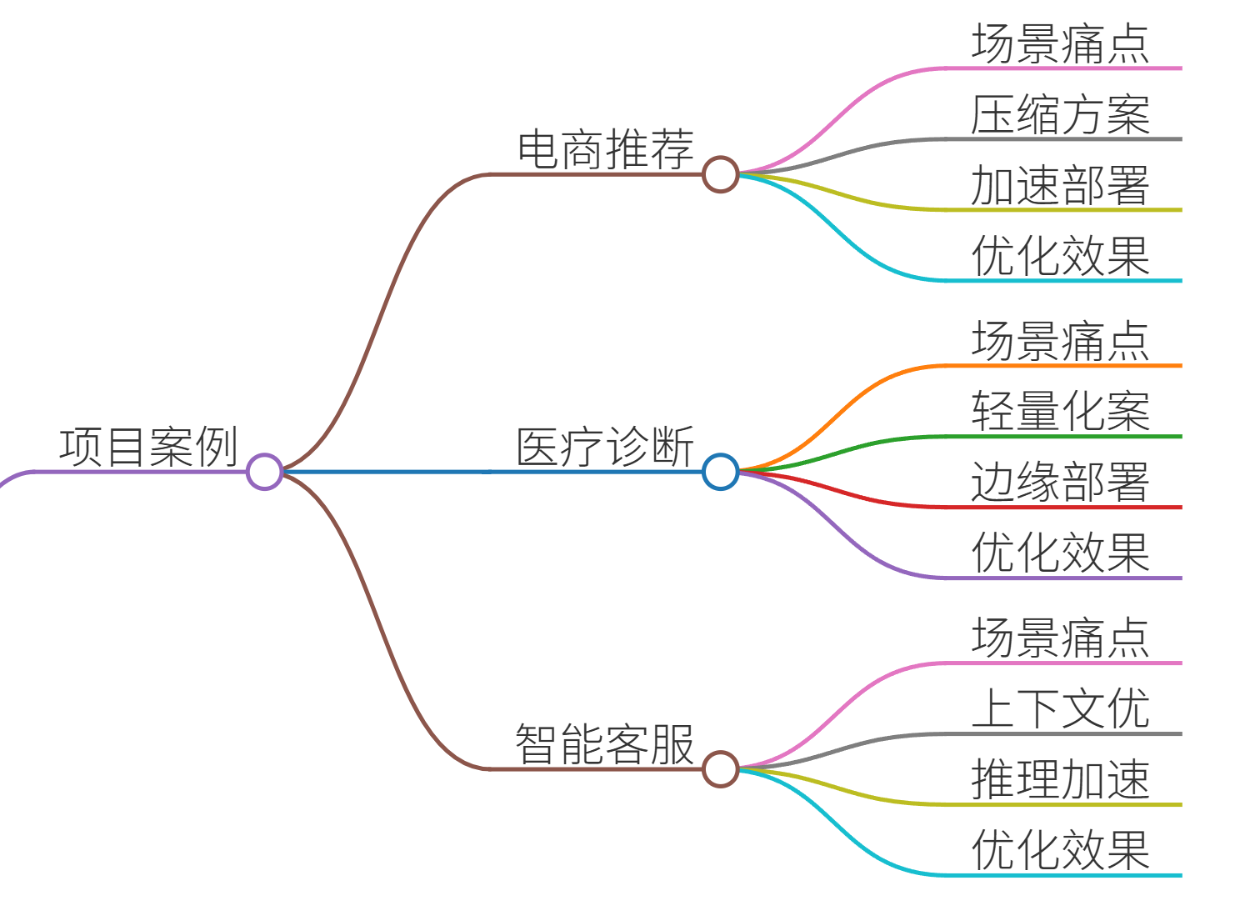 项目案例
电商推荐
场景痛点
压缩方案
加速部署
优化效果
医疗诊断
场景痛点
轻量化案
边缘部署
优化效果
智能客服
场景痛点
上下文优
推理加速
优化效果